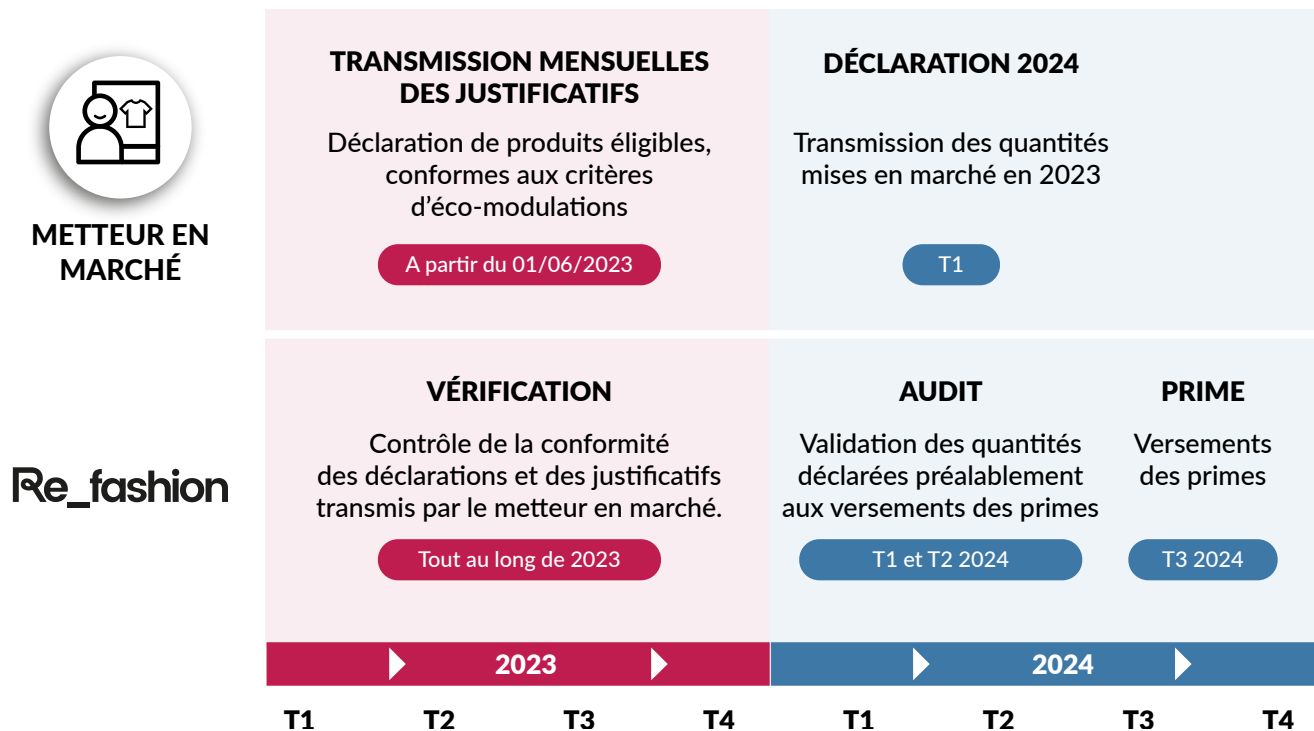 METTEUR EN
MARCHÉ
TRANSMISSION MENSUELLES
DES JUSTIFICATIFS
Déclaration de produits éligibles,
conformes aux critères
d’éco-modulations
A partir du 01/06/2023
DÉCLARATION 2024
Transmission des quantités
mises en marché en 2023
T1
Re_fashion
VÉRIFICATION
Contrôle de la conformité
des déclarations et des justificatifs
transmis par le metteur en marché.
Tout au long de 2023
AUDIT
Validation des quantités
déclarées préalablement
aux versements des primes
T1 et T2 2024
PRIME
Versements
des primes
T3 2024
2023
2024
T1 T2 T3 T4 T1 T2 T3 T4